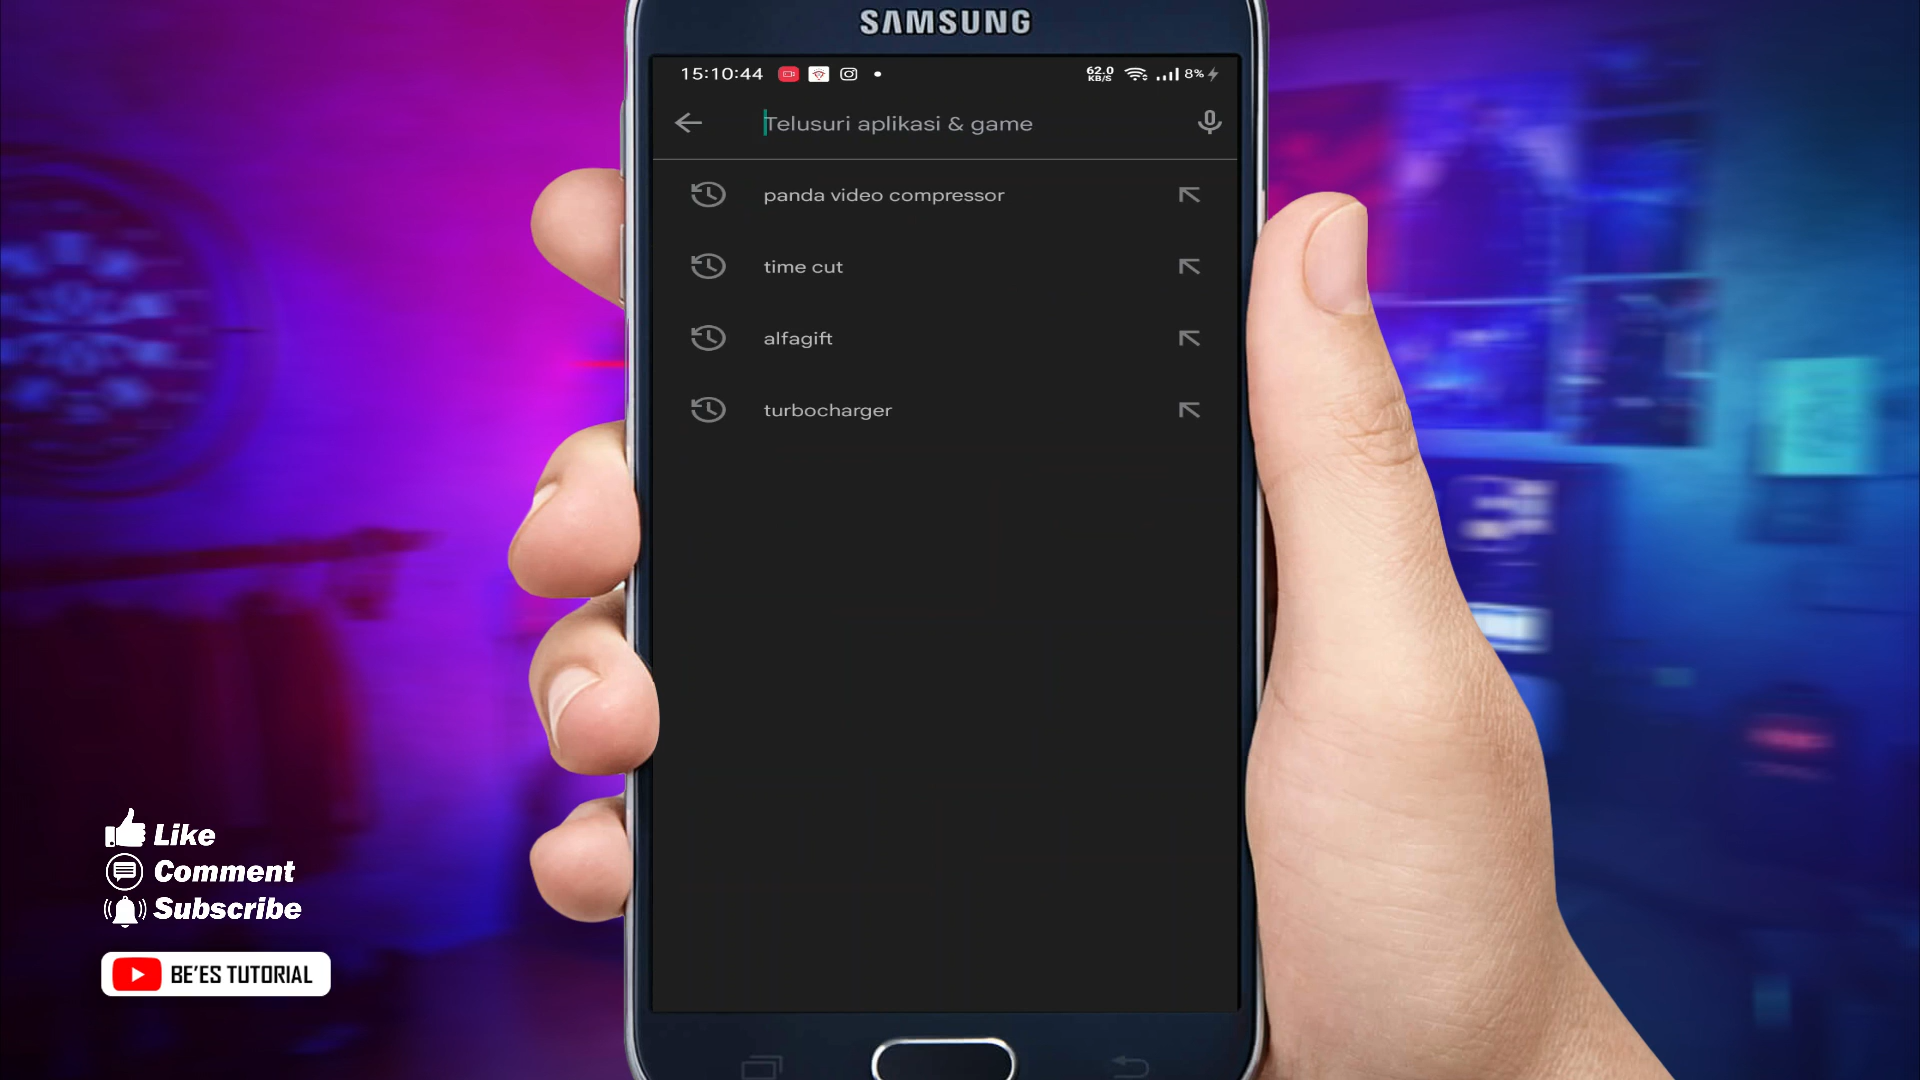 SAMSUNG
15:10:44
62.0
KB/S
8%
Telusuri aplikasi & game
panda video compressor
time cut
alfagift
turbocharger
Like
Comment
Subscribe
BE'ES TUTORIAL